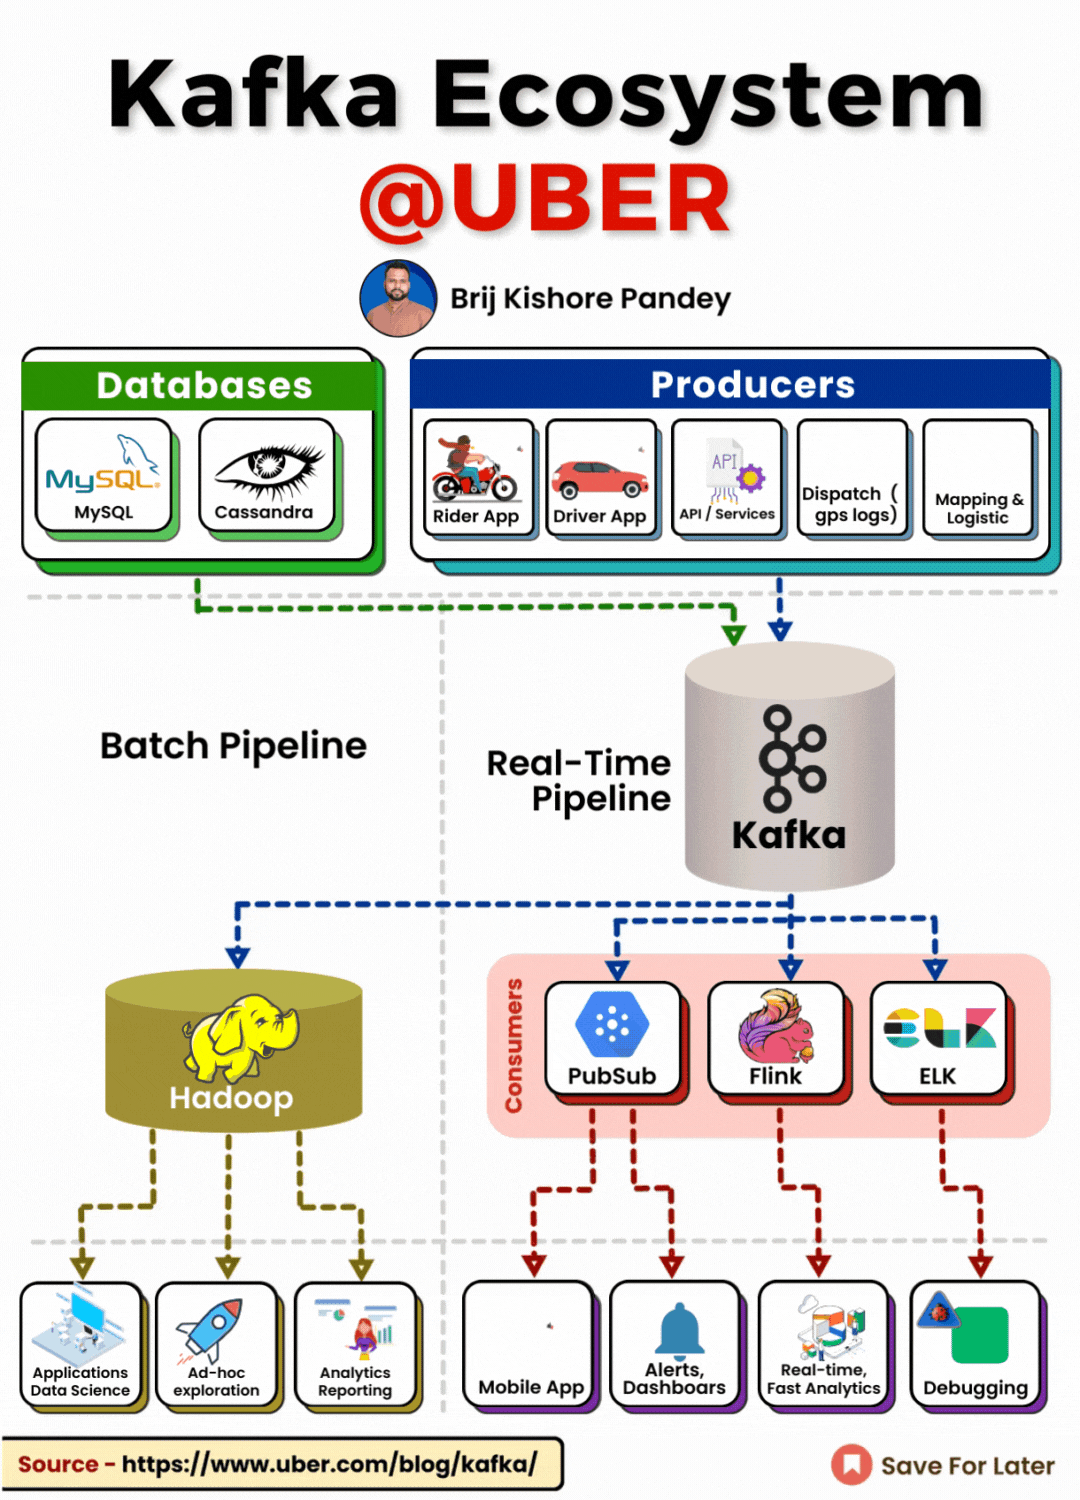 Kafka Ecosystem
@UBER
Brij Kishore Pandey
Databases
MySQL
MySQL
Cassandra
Producers
Rider App
Driver App
API
API / Services
Dispatch (
gps logs)
Mapping &
Logistic
Batch Pipeline
Real-Time
Pipeline
Kafka
Hadoop
Consumers
PubSub
Flink
ELK
ELK
Applications
Data Science
Ad-hoc
exploration
Analytics
Reporting
Mobile App
Alerts,
Dashboars
Real-time,
Fast Analytics
Debugging
Source - https://www.uber.com/blog/kafka/
Save For Later